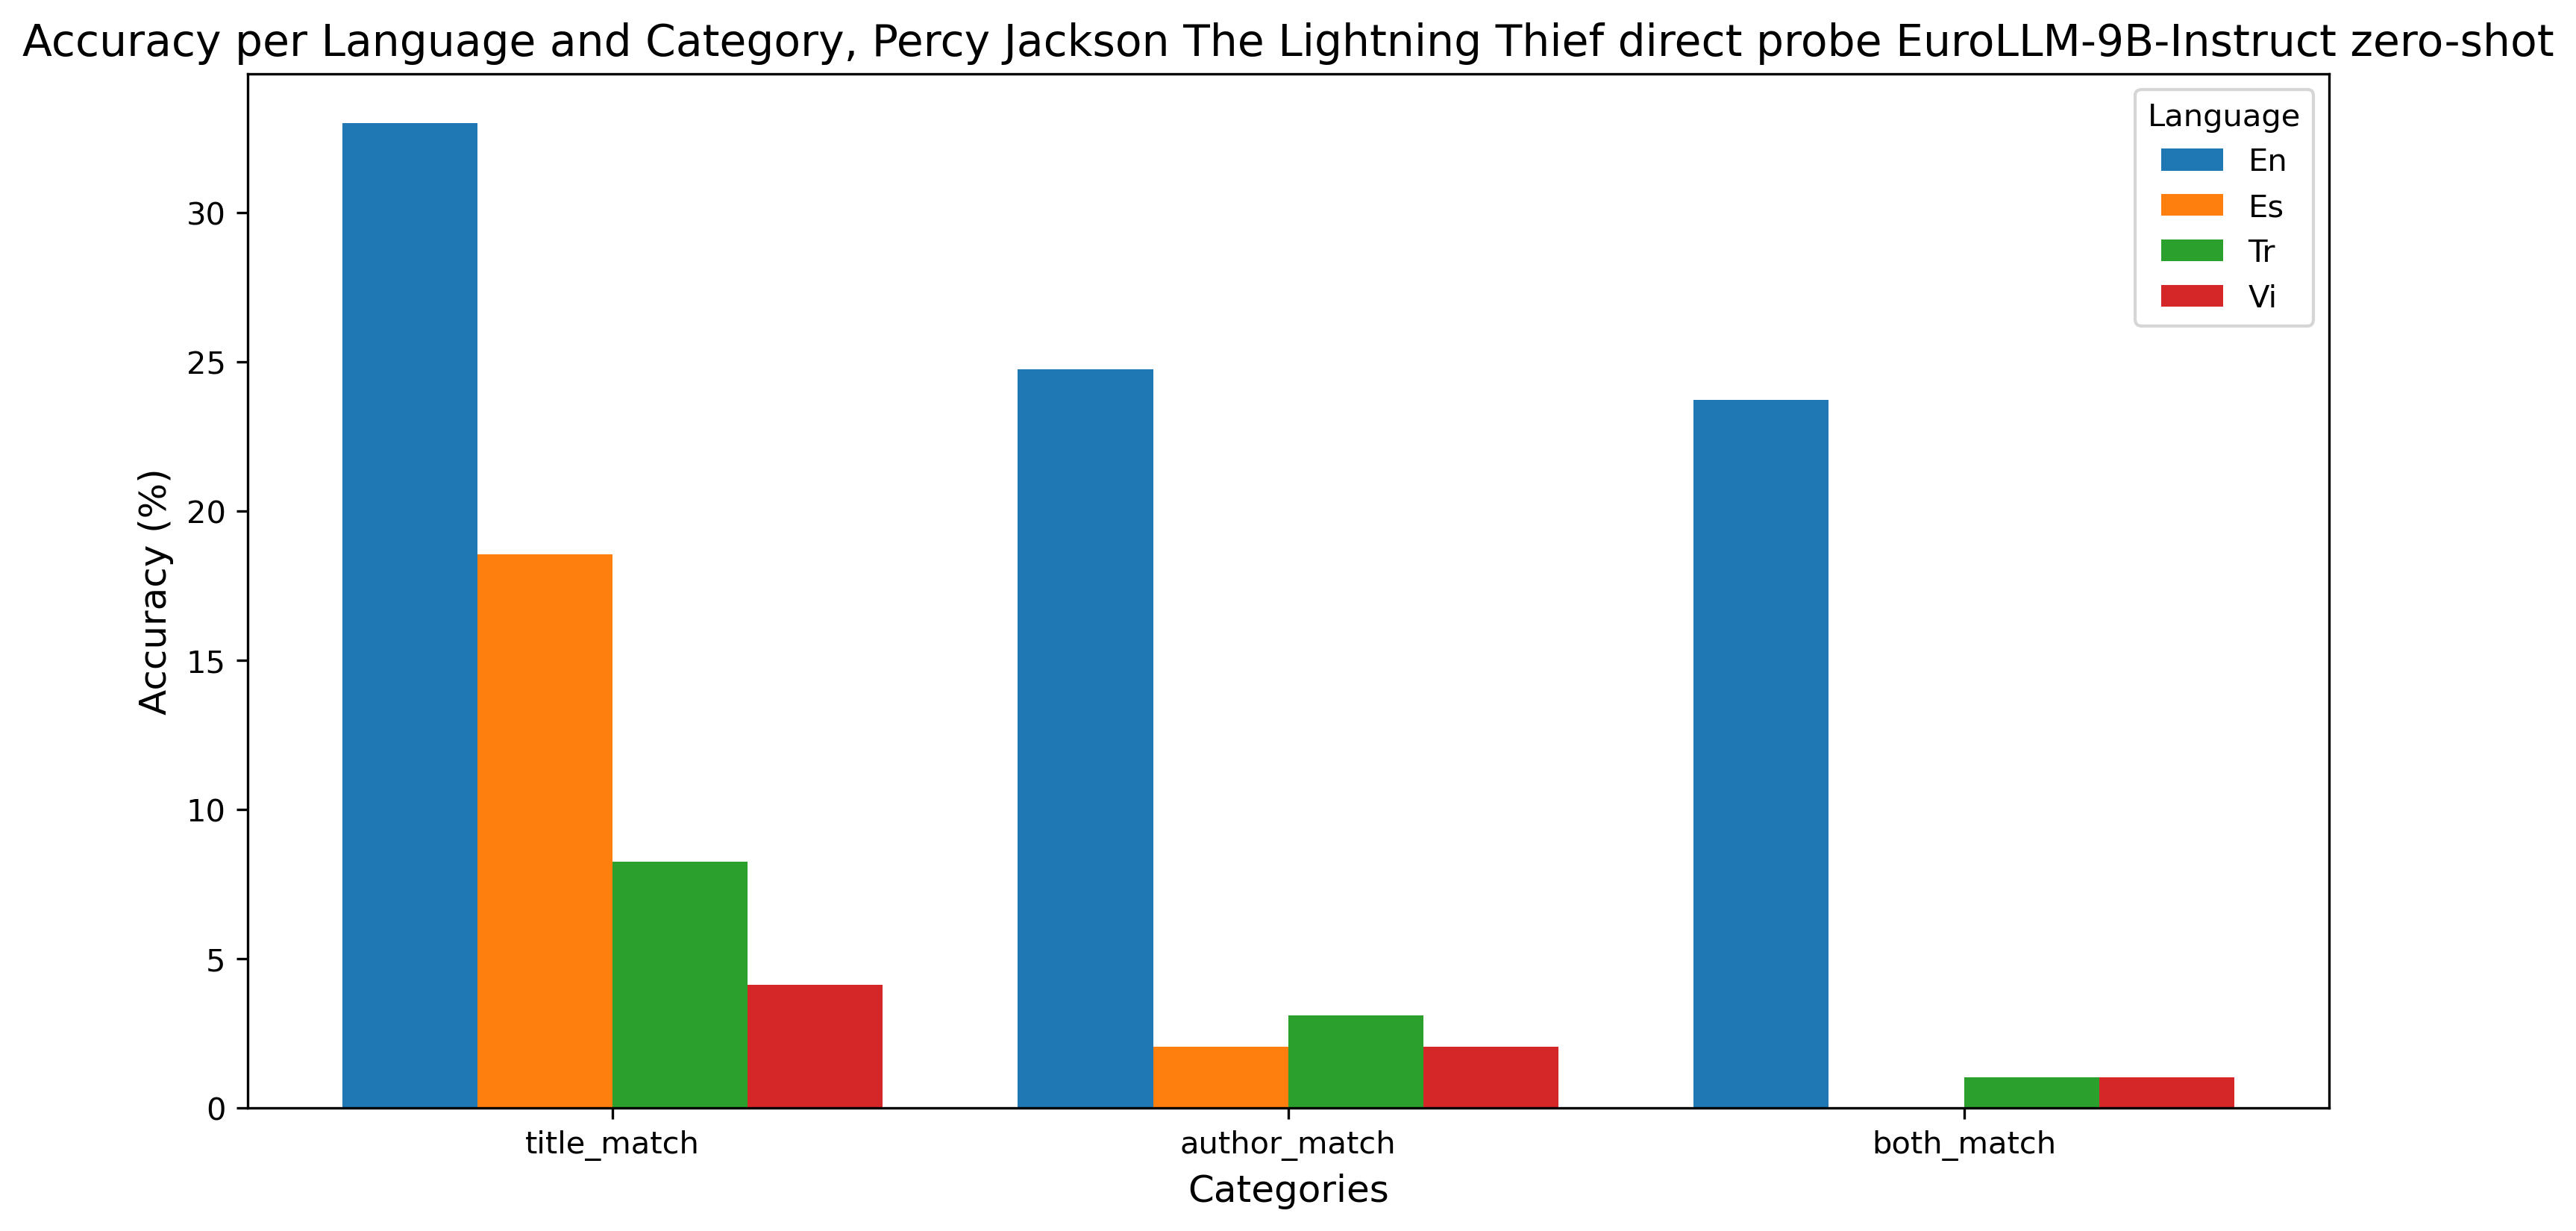 Accuracy per Language and Category, Percy Jackson The Lightning Thief direct probe EuroLLM-9B-Instruct zero-shot
Language
En
Es
Tr
Vi
Accuracy (%)
30
25
20
15
10
5
0
title_match
author_match
both_match
Categories